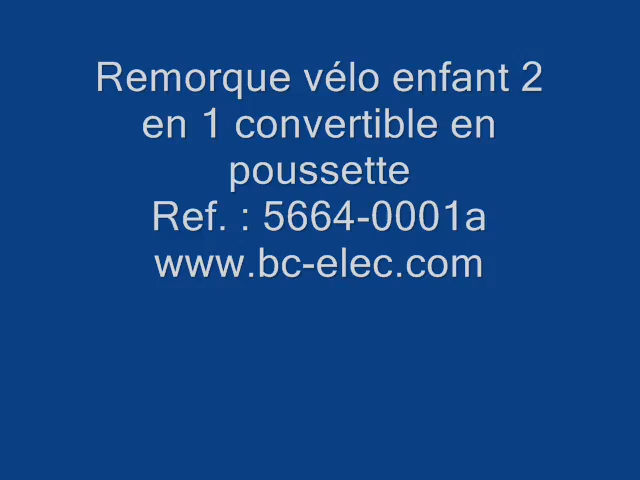 Remorque vélo enfant 2
en 1 convertible en
poussette
Ref. : 5664-0001a
www.bc-elec.com